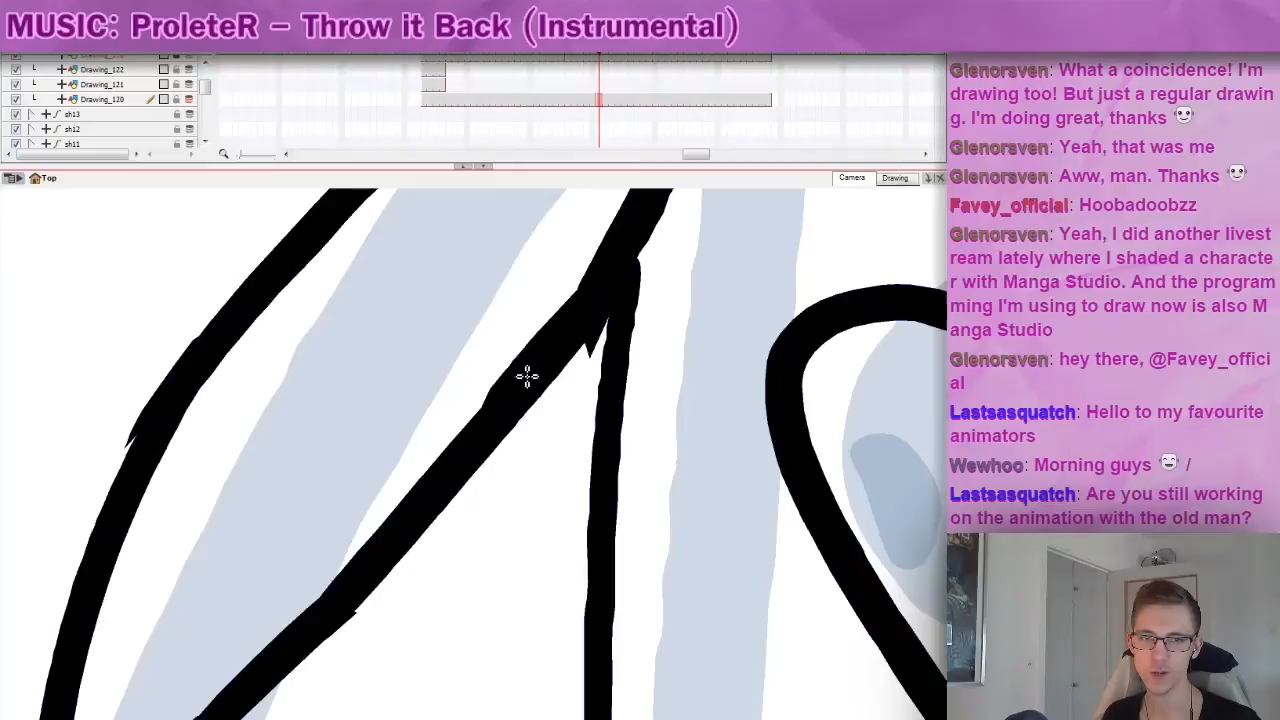 MUSIC: ProleteR – Throw it Back (Instrumental)
Drawing_122
Drawing_121
Drawing_120
sh13
sh12
sh11
Top
Camera
Drawing
Glenorsven: What a coincidence! I'm
drawing too! But just a regular drawin
g. I'm doing great, thanks
Glenorsven: Yeah, that was me
Glenorsven: Aww, man. Thanks
Favey_official: Hoobadoobzz
Glenorsven: Yeah, I did another livest
ream lately where I shaded a characte
r with Manga Studio. And the program
ming I'm using to draw now is also M
anga Studio
Glenorsven: hey there, @Favey_offici
al
Lastsasquatch: Hello to my favourite
animators
Wewhoo: Morning guys /
Lastsasquatch: Are you still working
on the animation with the old man?